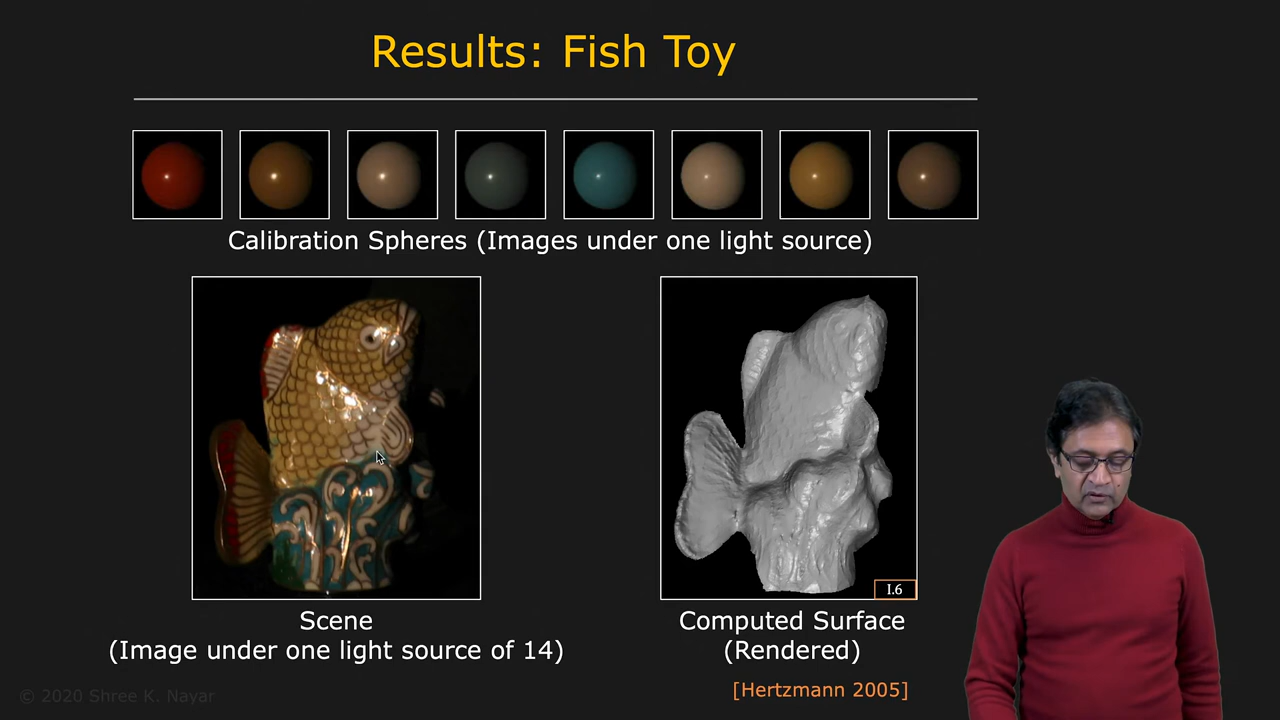 Results: Fish Toy
Calibration Spheres (Images under one light source)
I.6
Scene
(Image under one light source of 14)
Computed Surface
(Rendered)
[Hertzmann 2005]
© 2020 Shree K. Nayar